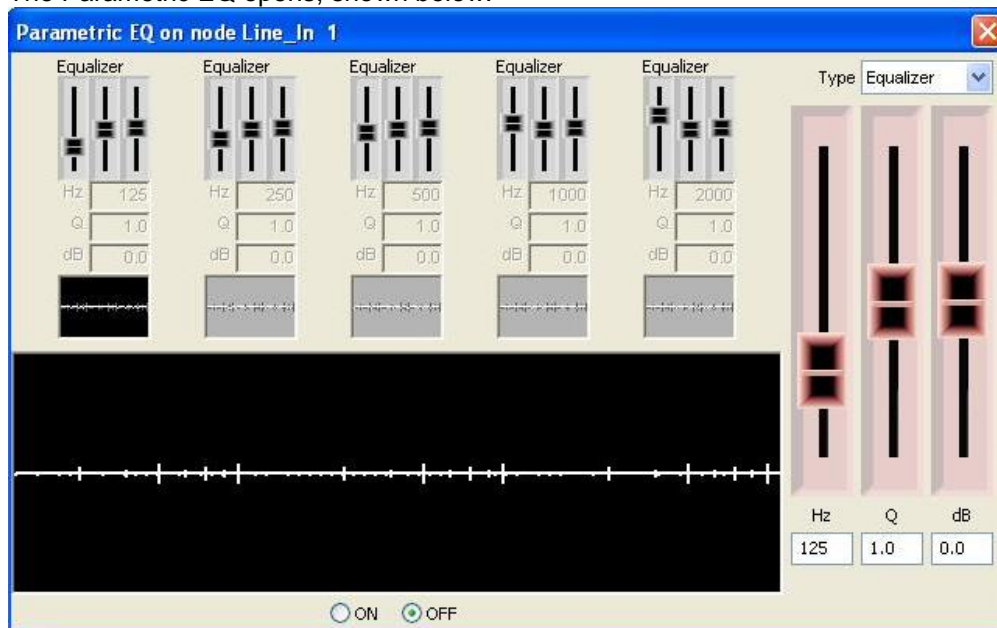 The Parametric EQ opens, shown below.
Parametric EQ on node Line_In 1
Equalizer Equalizer Equalizer Equalizer Equalizer
Type Equalizer
Hz 125 Hz 250 Hz 500 Hz 1000 Hz 2000
Q 1.0 Q 1.0 Q 1.0 Q 1.0 Q 1.0
dB 0.0 dB 0.0 dB 0.0 dB 0.0 dB 0.0
Hz Q dB
125 1.0 0.0
ON OFF